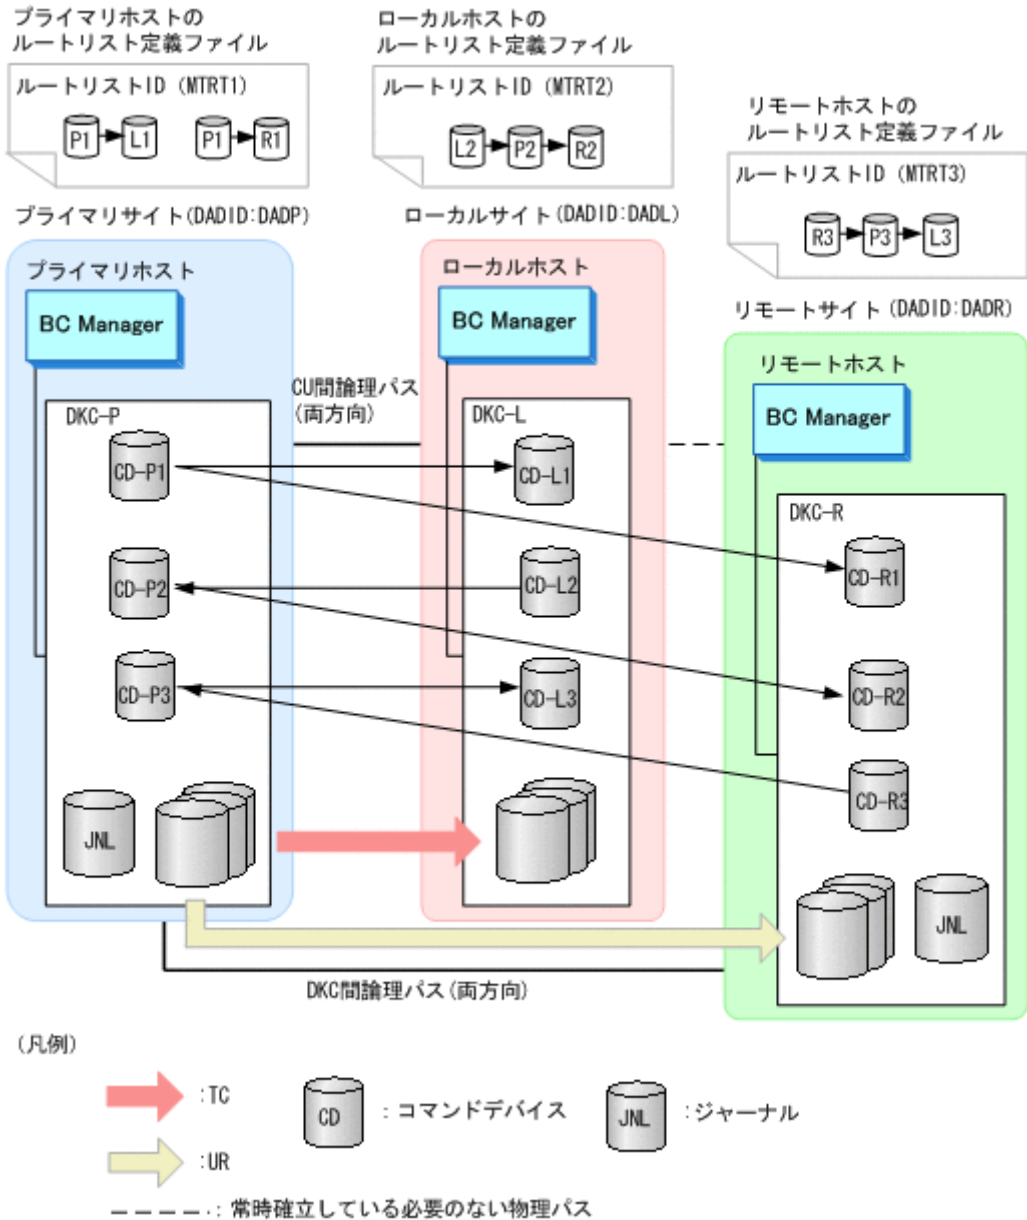 プライマリホストの
ルートリスト定義ファイル
ルートリストID (MTRT1)
P1
L1
P1
R1
ローカルホストの
ルートリスト定義ファイル
ルートリストID (MTRT2)
L2
P2
R2
リモートホストの
ルートリスト定義ファイル
ルートリストID (MTRT3)
R3
P3
L3
プライマリサイト(DADID:DADP)
ローカルサイト(DADID:DADL)
リモートサイト(DADID:DADR)
プライマリホスト
BC Manager
ローカルホスト
BC Manager
リモートホスト
BC Manager
CU間論理パス
(両方向)
DKC-P
CD-P1
CD-P2
CD-P3
JNL
DKC-L
CD-L1
CD-L2
CD-L3
DKC-R
CD-R1
CD-R2
CD-R3
JNL
DKC間論理パス(両方向)
(凡例)
:TC
CD
:コマンドデバイス
JNL
:ジャーナル
:UR
:常時確立している必要のない物理パス